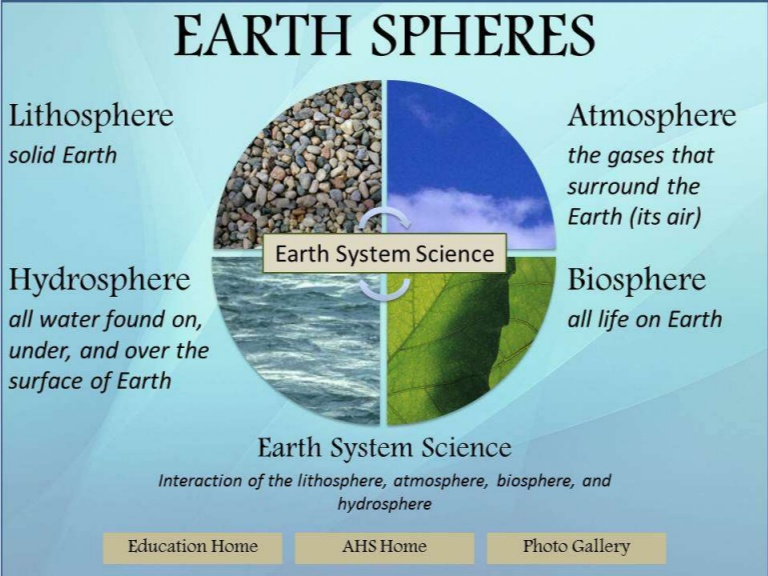 EARTH SPHERES
Lithosphere
solid Earth
Atmosphere
the gases that
surround the
Earth (its air)
Earth System Science
Hydrosphere
all water found on,
under, and over the
surface of Earth
Biosphere
all life on Earth
Earth System Science
Interaction of the lithosphere, atmosphere, biosphere, and
hydrosphere
Education Home
AHS Home
Photo Gallery